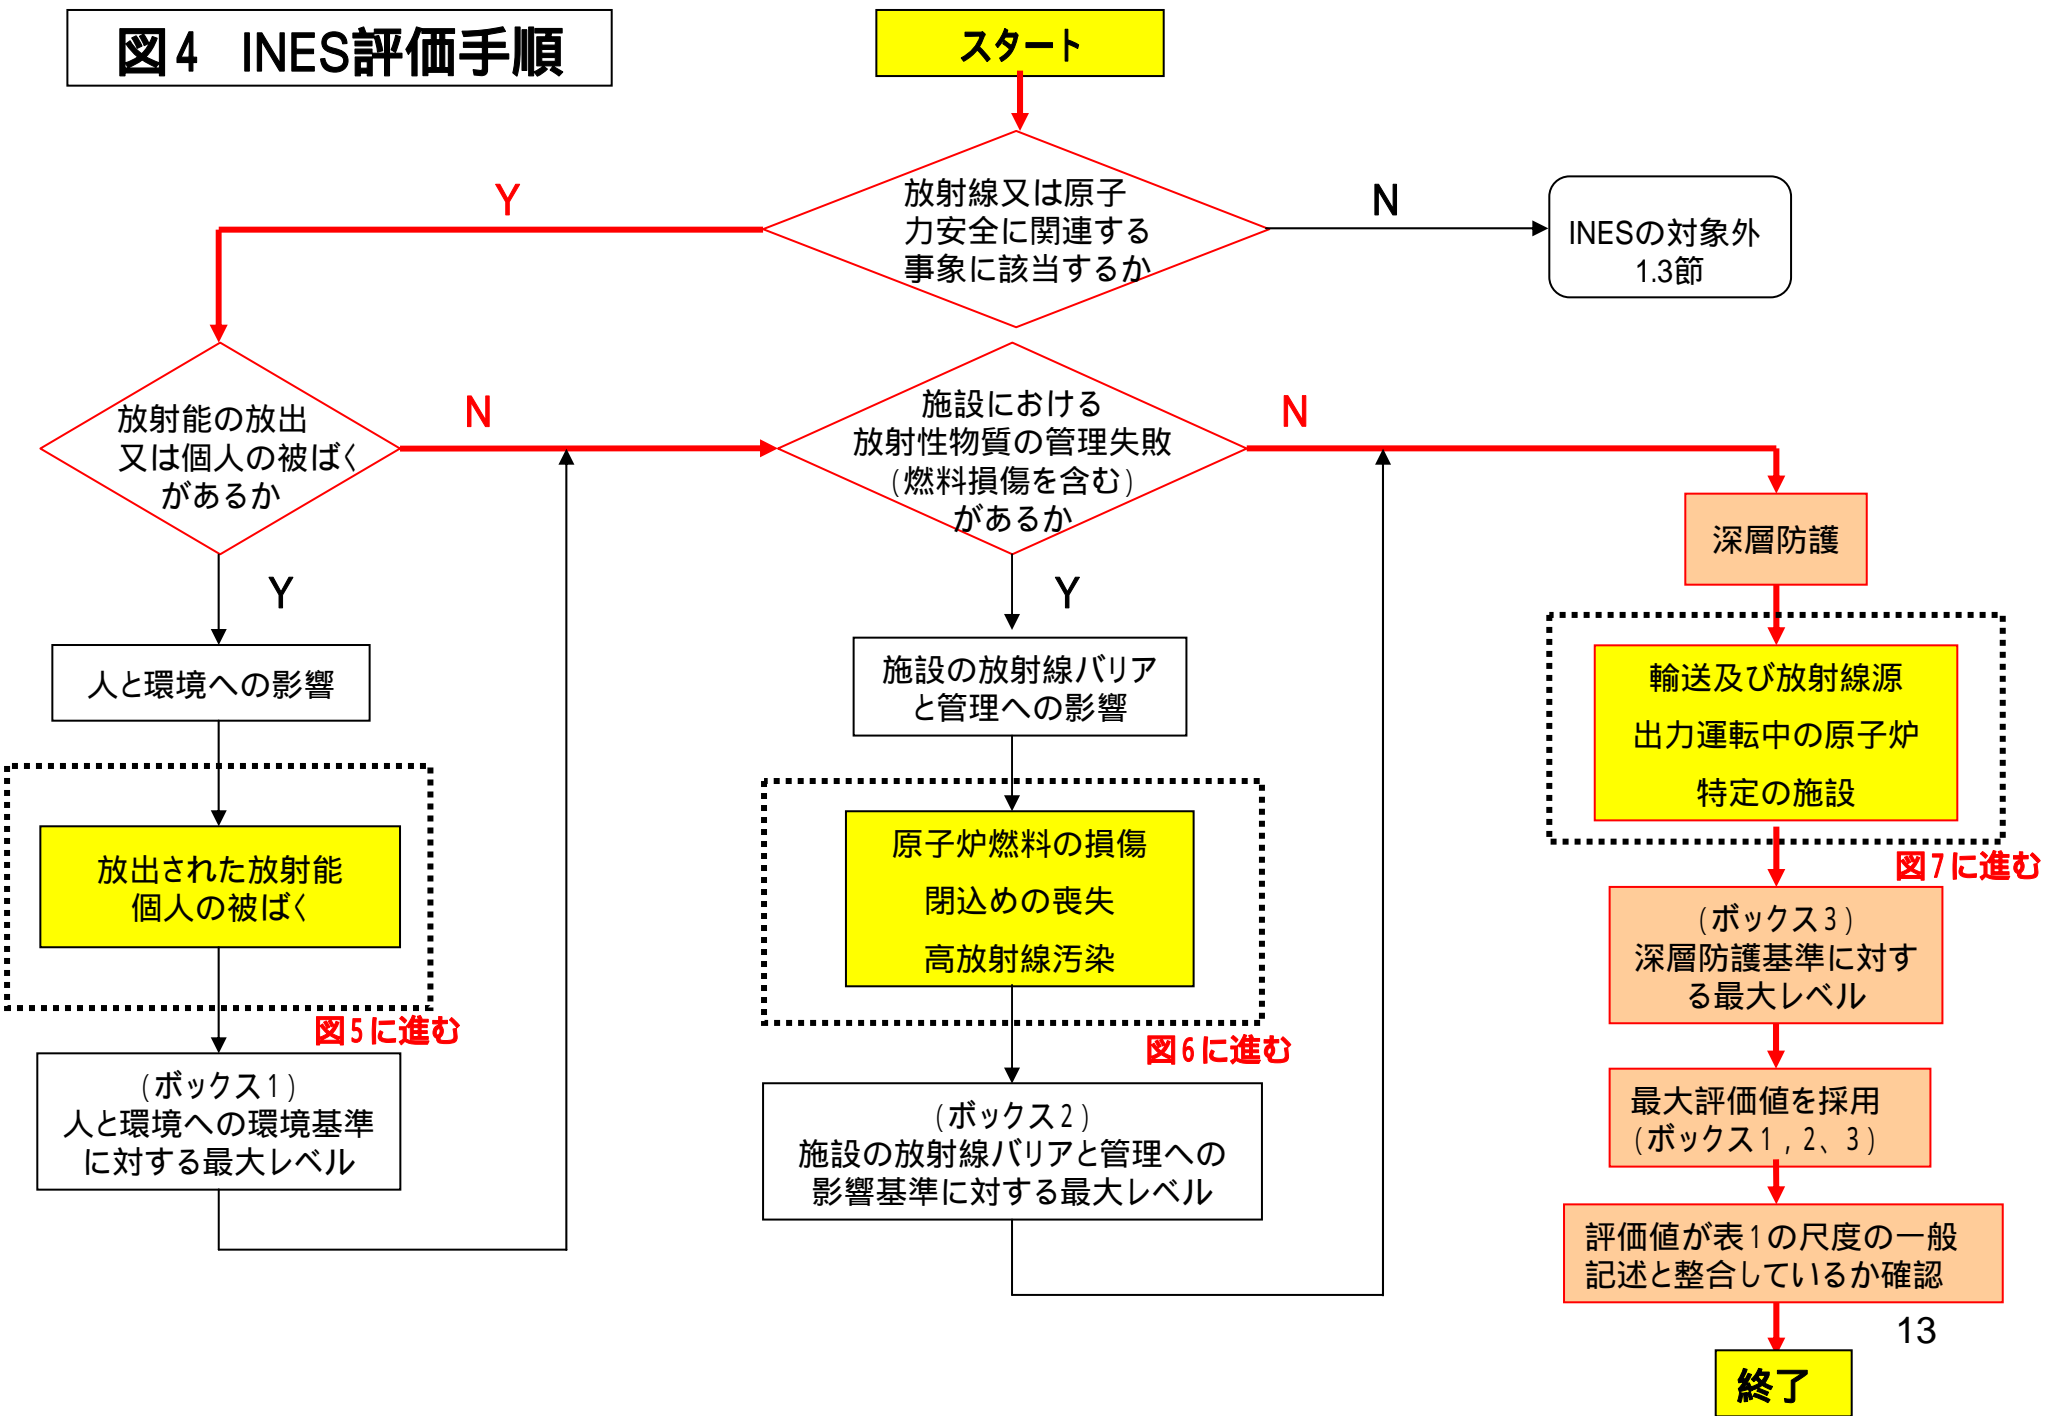 図4 INES評価手順
スタート
放射線又は原子
力安全に関連する
事象に該当するか
Y
N
INESの対象外
1.3節
放射能の放出
又は個人の被ばく
があるか
N
Y
施設における
放射性物質の管理失敗
(燃料損傷を含む)
があるか
N
Y
人と環境への影響
放出された放射能
個人の被ばく
図5に進む
(ボックス1)
人と環境への環境基準
に対する最大レベル
施設の放射線バリア
と管理への影響
原子炉燃料の損傷
閉込めの喪失
高放射線汚染
図6に進む
(ボックス2)
施設の放射線バリアと管理への
影響基準に対する最大レベル
深層防護
輸送及び放射線源
出力運転中の原子炉
特定の施設
図7に進む
(ボックス3)
深層防護基準に対す
る最大レベル
最大評価値を採用
(ボックス1,2、3)
評価値が表1の尺度の一般
記述と整合しているか確認
13
終了